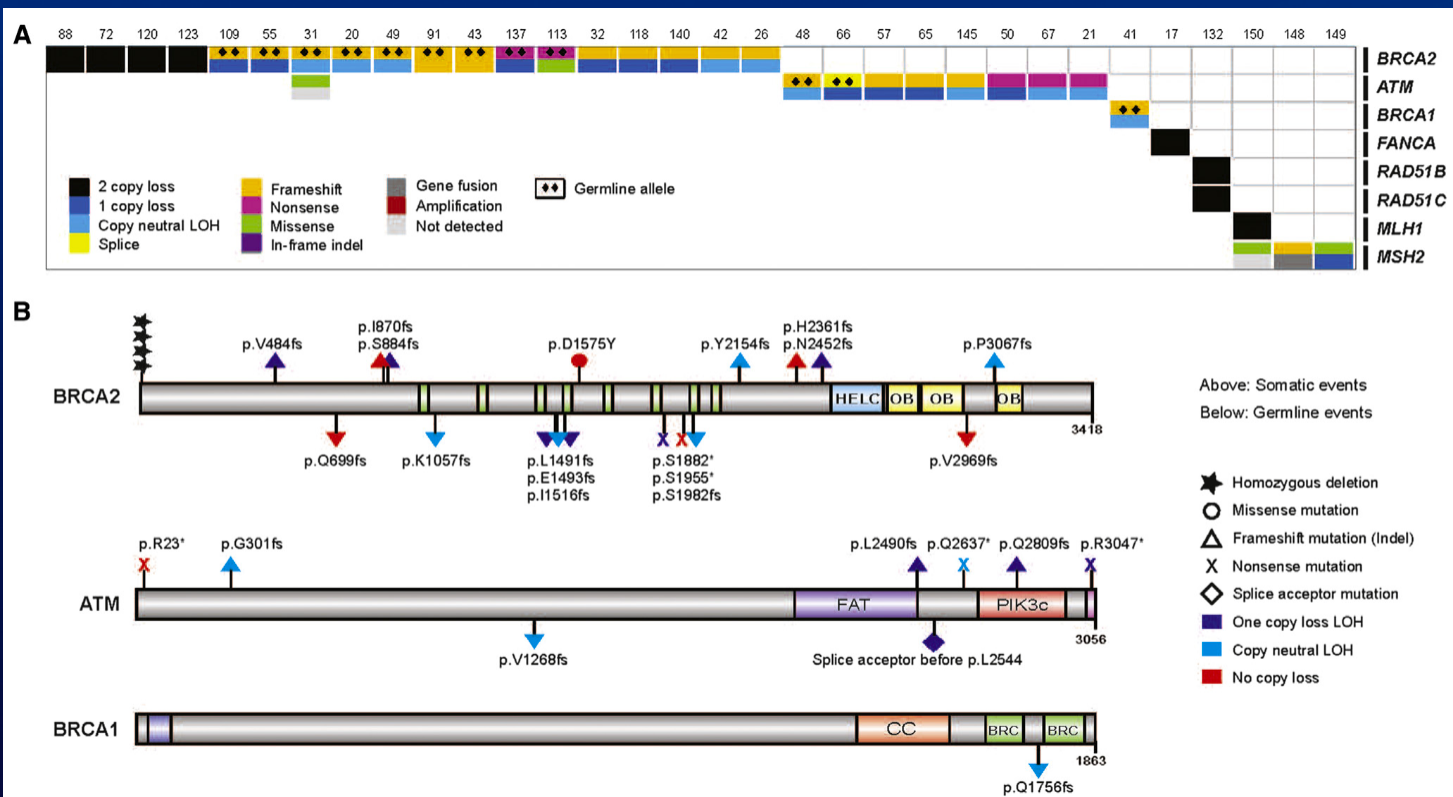 A
88 72 120 123 109 55 31 20 49 91 43 137 113 32 118 140 42 26 48 66 57 65 145 50 67 21 41 17 132 150 148 149
BRCA2
ATM
BRCA1
FANCA
RAD51B
RAD51C
MLH1
MSH2
2 copy loss
1 copy loss
Copy neutral LOH
Splice
Frameshift
Nonsense
Missense
In-frame indel
Gene fusion
Amplification
Not detected
Germline allele
B
p.I870fs
p.H2361fs
p.V484fs p.S884fs p.D1575Y p.Y2154fs p.N2452fs p.P3067fs
BRCA2 HELC OB OB OB
3418
p.Q699fs p.K1057fs p.L1491fs p.S1882* p.V2969fs
p.E1493fs p.S1955*
p.I1516fs p.S1982fs
Above: Somatic events
Below: Germline events
p.R23* p.G301fs p.L2490fs p.Q2637* p.Q2809fs p.R3047*
ATM FAT PIK3c
3056
p.V1268fs Splice acceptor before p.L2544
BRCA1 CC BRC BRC
1863
p.Q1756fs
Homozygous deletion
Missense mutation
Frameshift mutation (Indel)
X Nonsense mutation
Splice acceptor mutation
One copy loss LOH
Copy neutral LOH
No copy loss